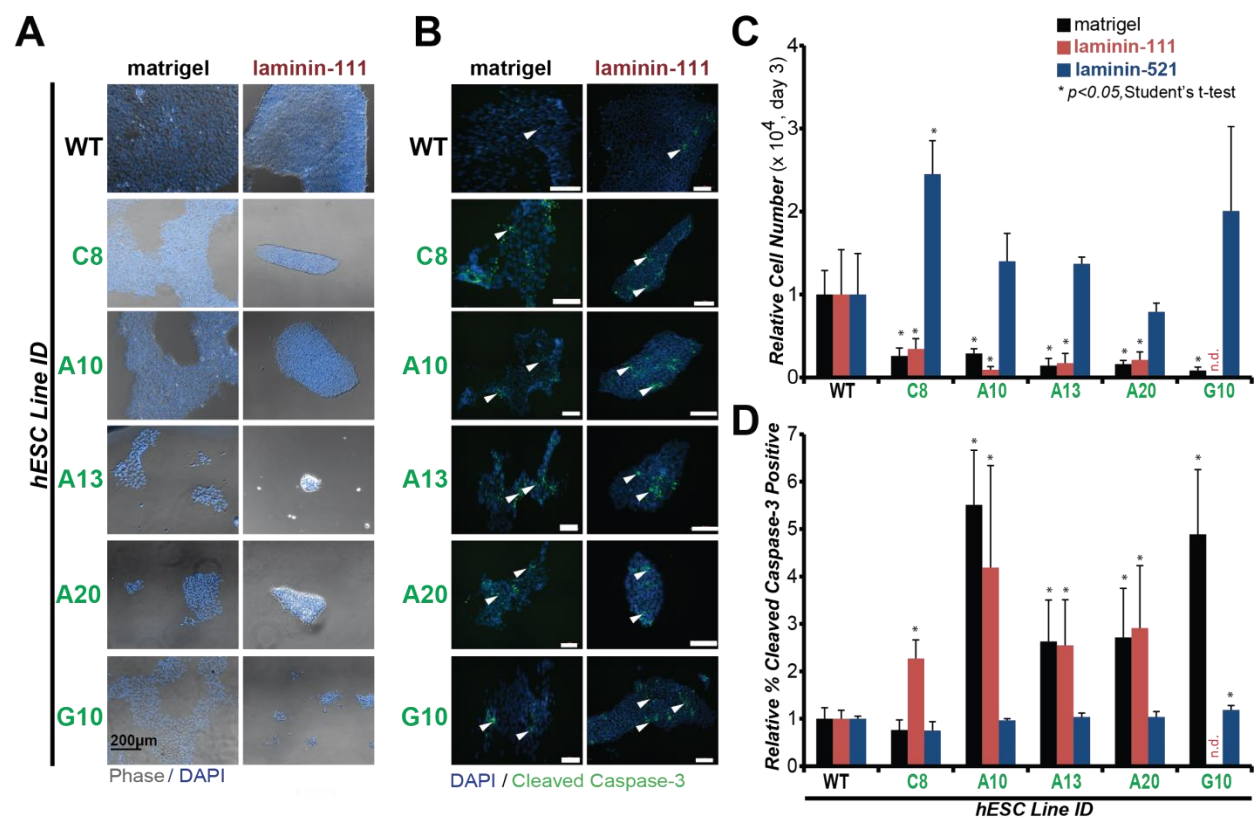 A
matrigel
laminin-111
hESC Line ID
WT
C8
A10
A13
A20
G10
200µm
Phase / DAPI
B
matrigel
laminin-111
WT
C8
A10
A13
A20
G10
DAPI / Cleaved Caspase-3
C
matrigel
laminin-111
laminin-521
* p<0.05,Student's t-test
Relative Cell Number (x 10⁴, day 3)
4
3
2
1
0
*
* * * * * * * * *
n.d.
WT C8 A10 A13 A20 G10
D
Relative % Cleaved Caspase-3 Positive
7
6
5
4
3
2
1
0
* * * * * * * * *
n.d.
WT C8 A10 A13 A20 G10
hESC Line ID